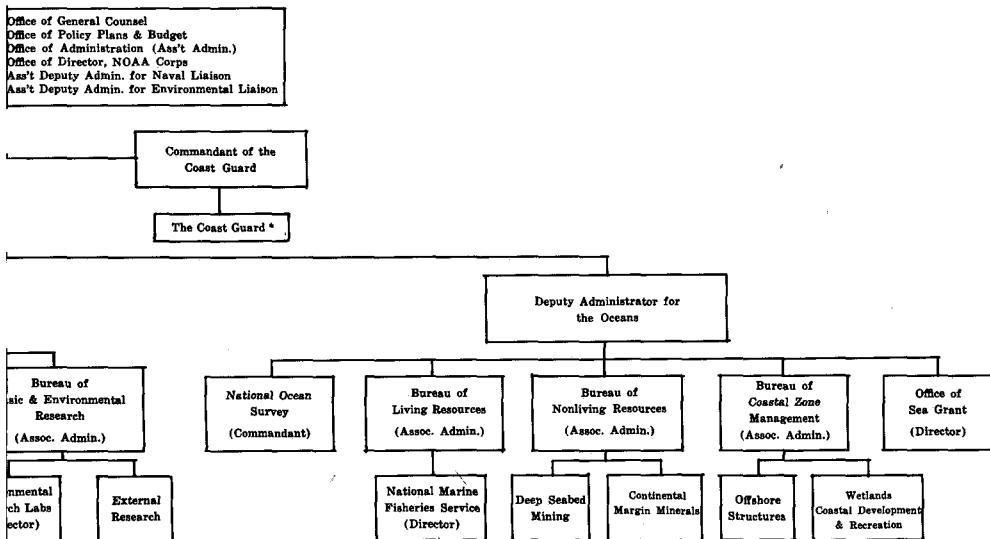 Office of General Counsel
Office of Policy Plans & Budget
Office of Administration (Ass't Admin.)
Office of Director, NOAA Corps
Ass't Deputy Admin. for Naval Liaison
Ass't Deputy Admin. for Environmental Liaison
Commandant of the
Coast Guard
The Coast Guard *
Deputy Administrator for
the Oceans
Bureau of
& Environmental
Research
(Assoc. Admin.)
National Ocean
Survey
(Commandant)
Bureau of
Living Resources
(Assoc. Admin.)
Bureau of
Nonliving Resources
(Assoc. Admin.)
Bureau of
Coastal Zone
Management
(Assoc. Admin.)
Office of
Sea Grant
(Director)
Labs
External
Research
National Marine
Fisheries Service
(Director)
Deep Seabed
Mining
Continental
Margin Minerals
Offshore
Structures
Wetlands
Coastal Development
& Recreation